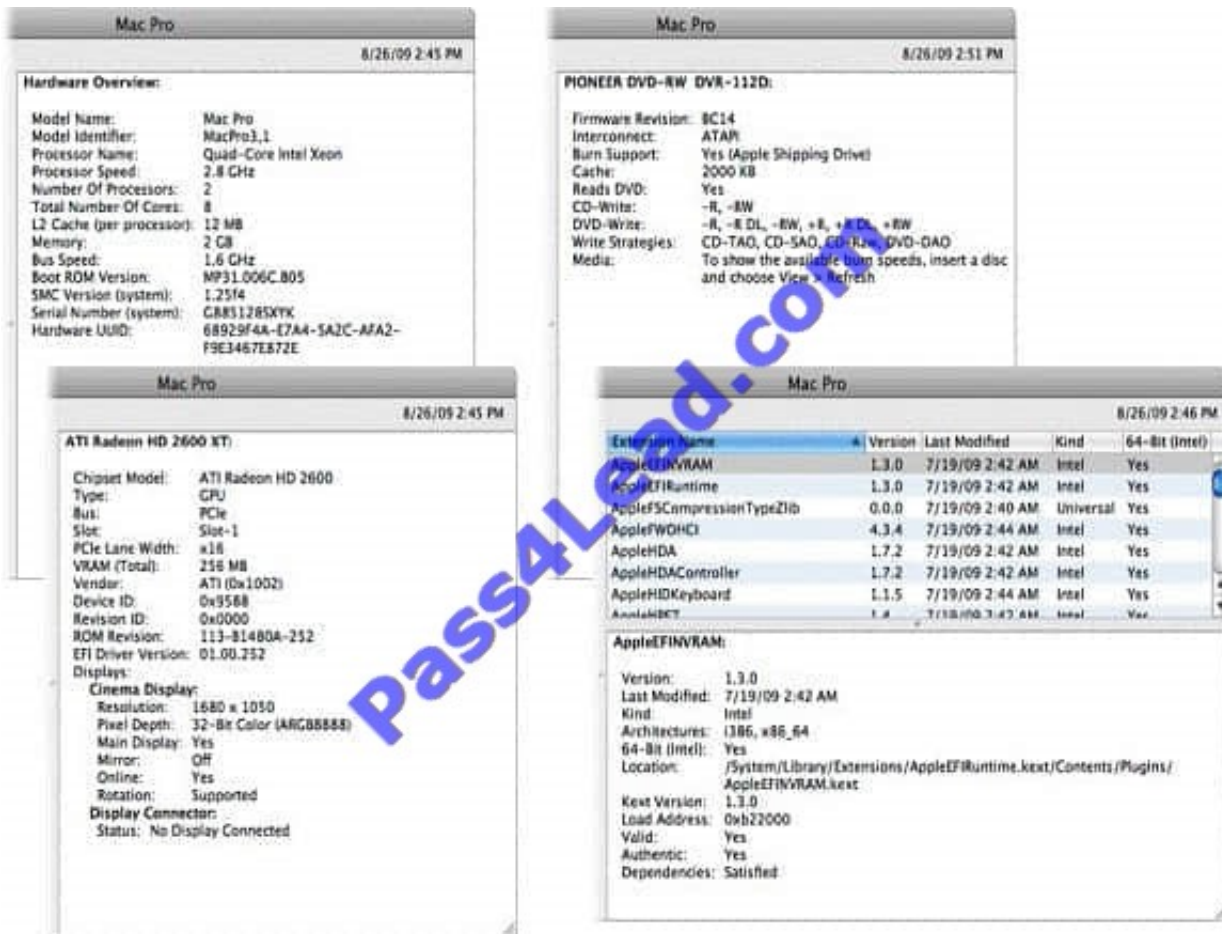 Mac Pro
8/26/09 2:45 PM
Hardware Overview:
Model Name: Mac Pro
Model Identifier: MacPro3,1
Processor Name: Quad-Core Intel Xeon
Processor Speed: 2.8 GHz
Number Of Processors: 2
Total Number Of Cores: 8
L2 Cache (per processor): 12 MB
Memory: 2 GB
Bus Speed: 1.6 GHz
Boot ROM Version: MP31.006C.B05
SMC Version (system): 1.25f4
Serial Number (system):
Hardware UUID: 68929F4A-E7A4-5A2C-AFA2-
F9E3467E872E
Mac Pro
8/26/09 2:51 PM
PIONEER DVD-RW DVR-112D:
Firmware Revision: BC14
Interconnect: ATAPI
Burn Support: Yes (Apple Shipping Drive)
Cache: 2000 KB
Reads DVD: Yes
CD-Write: -R, -RW
DVD-Write: -R, -R DL, -RW, +R, +R DL, +RW
Write Strategies: CD-TAO, CD-SAO, CD-Raw, DVD-DAO
Media: To show the available burn speeds, insert a disc
and choose View > Refresh
Mac Pro
8/26/09 2:45 PM
ATI Radeon HD 2600 XT:
Chipset Model: ATI Radeon HD 2600
Type: GPU
Bus: PCIe
Slot: Slot-1
PCIe Lane Width: x16
VRAM (Total): 256 MB
Vendor: ATI (0x1002)
Device ID: 0x9588
Revision ID: 0x0000
ROM Revision: 113-B1480A-252
EFI Driver Version: 01.00.252
Displays:
Cinema Display:
Resolution: 1680 x 1050
Pixel Depth: 32-Bit Color (ARGB8888)
Main Display: Yes
Mirror: Off
Online: Yes
Rotation: Supported
Display Connector:
Status: No Display Connected
Mac Pro
8/26/09 2:46 PM
Extension Name Version Last Modified Kind 64-Bit (Intel)
AppleEFINVRAM 1.3.0 7/19/09 2:42 AM Intel Yes
AppleEFIRuntime 1.3.0 7/19/09 2:42 AM Intel Yes
AppleFSCompressionTypeZlib 0.0.0 7/19/09 2:40 AM Universal Yes
AppleFWOHCI 4.3.4 7/19/09 2:44 AM Intel Yes
AppleHDA 1.7.2 7/19/09 2:42 AM Intel Yes
AppleHDAController 1.7.2 7/19/09 2:42 AM Intel Yes
AppleHIDKeyboard 1.1.5 7/19/09 2:44 AM Intel Yes
AppleEFINVRAM:
Version: 1.3.0
Last Modified: 7/19/09 2:42 AM
Kind: Intel
Architectures: i386, x86_64
64-Bit (Intel): Yes
Location: /System/Library/Extensions/AppleEFIRuntime.kext/Contents/Plugins/
AppleEFINVRAM.kext
Kext Version: 1.3.0
Load Address: 0xb22000
Valid: Yes
Authentic: Yes
Dependencies: Satisfied
Pass4Lead.com